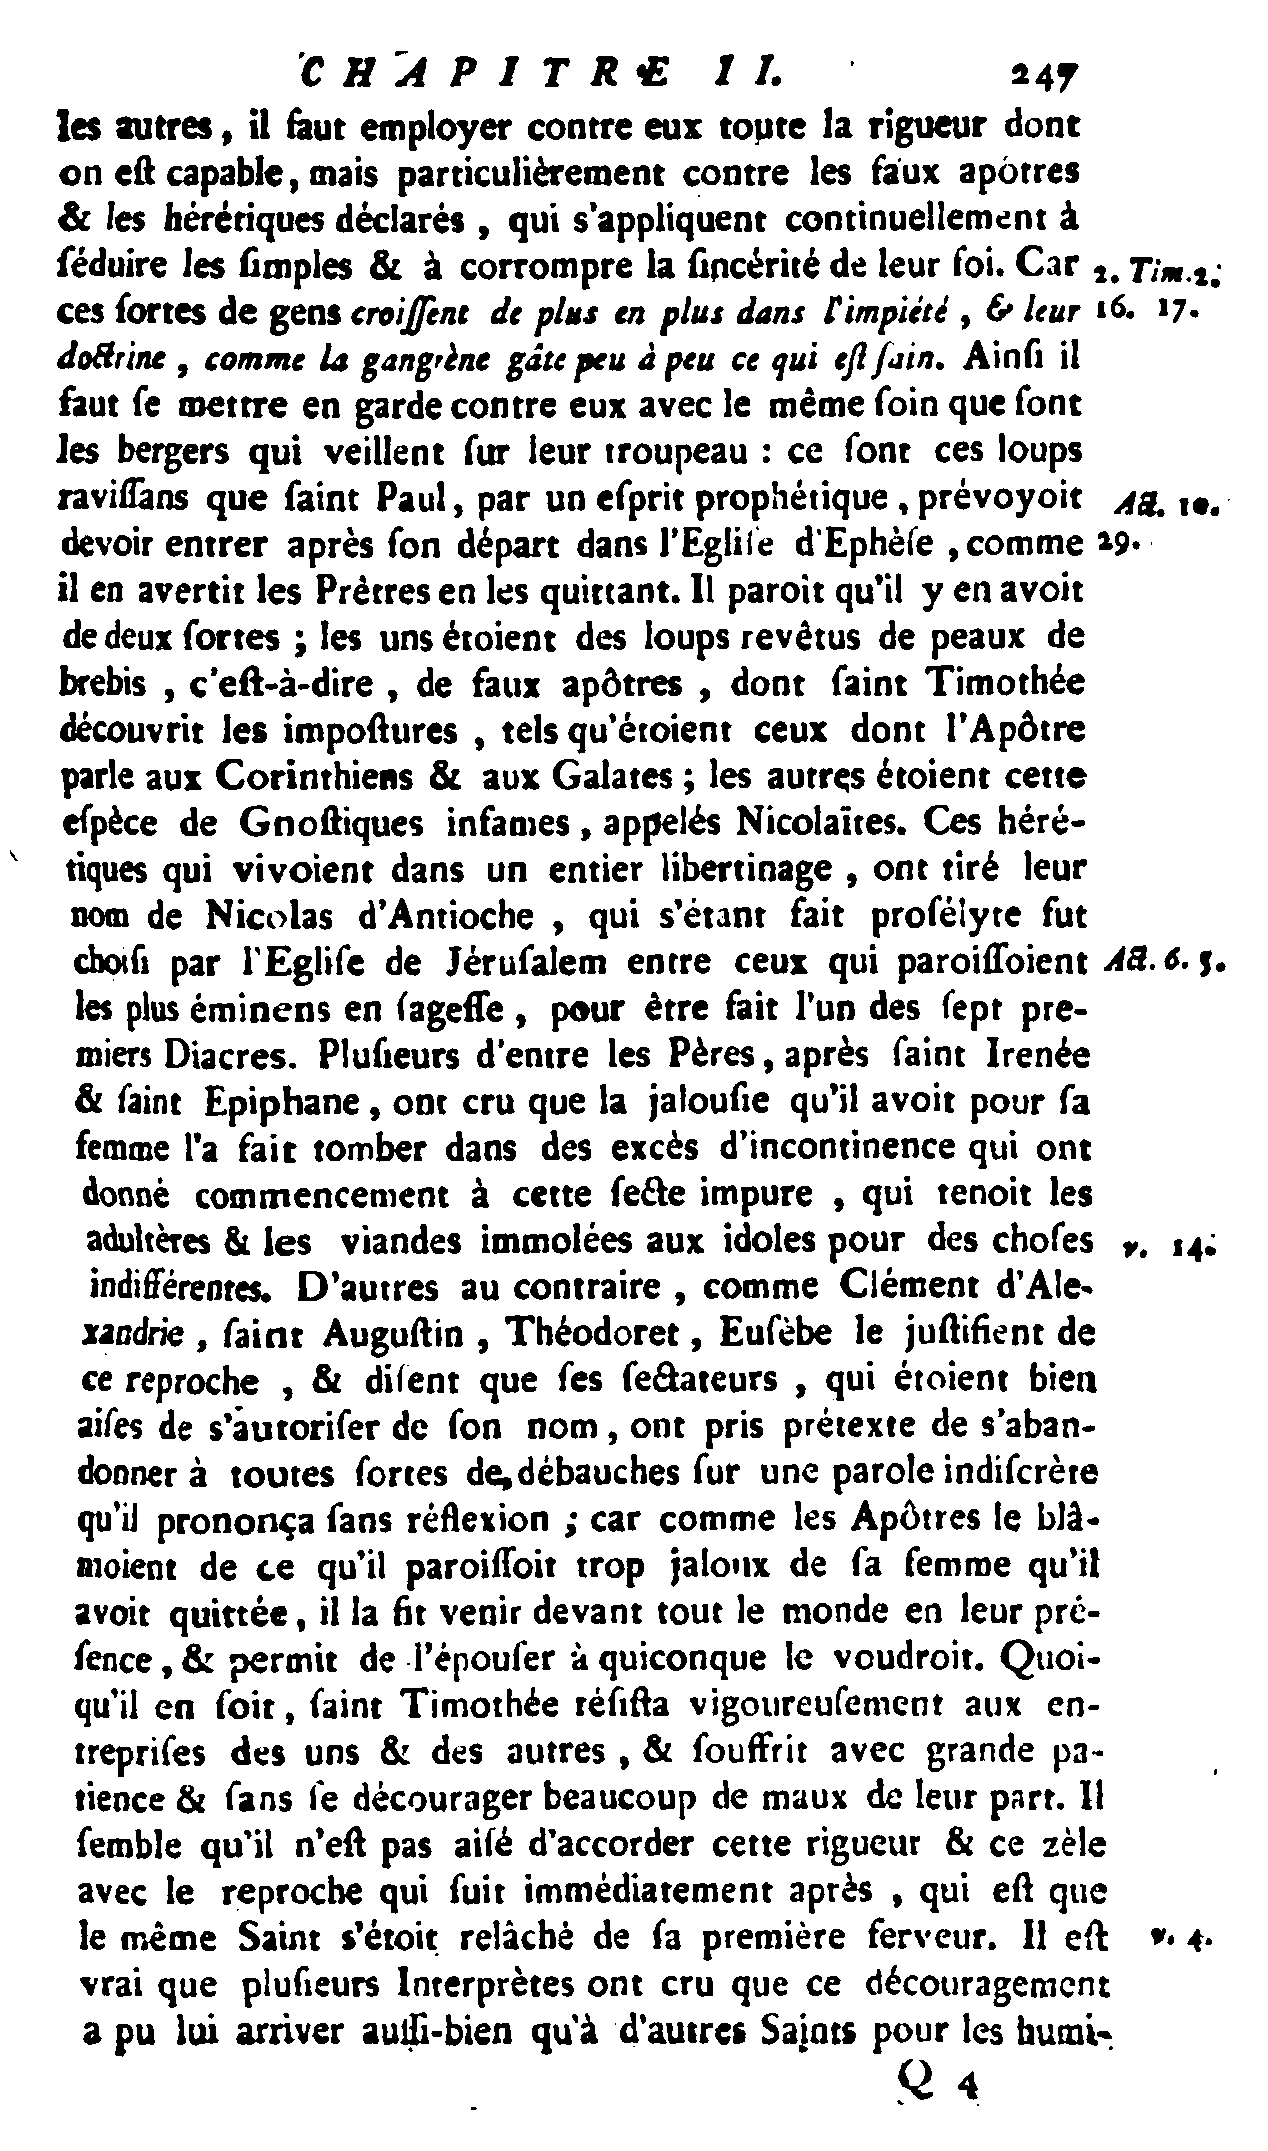 CHAPITRE II. 247
les autres, il faut employer contre eux toute la rigueur dont
on eſt capable, mais particulièrement contre les faux apôtres
& les hérétiques déclarés, qui s'appliquent continuellement à
ſéduire les ſimples & à corrompre la ſincérité de leur foi. Car 2. Tim. 2.
ces ſortes de gens croiſſent de plus en plus dans l'impiété, & leur 16. 17.
doctrine, comme la gangrène gâte peu à peu ce qui eſt ſain. Ainſi il
faut ſe mettre en garde contre eux avec le même ſoin que font
les bergers qui veillent ſur leur troupeau : ce ſont ces loups
raviſſans que ſaint Paul, par un eſprit prophétique, prévoyoit Act. 20.
devoir entrer après ſon départ dans l'Egliſe d'Ephèſe, comme 29.
il en avertit les Prêtres en les quittant. Il paroit qu'il y en avoit
de deux ſortes ; les uns étoient des loups revêtus de peaux de
brebis, c'eſt-à-dire, de faux apôtres, dont ſaint Timothée
découvrit les impoſtures, tels qu'étoient ceux dont l'Apôtre
parle aux Corinthiens & aux Galates ; les autres étoient cette
eſpèce de Gnoſtiques infames, appelés Nicolaïtes. Ces héré-
tiques qui vivoient dans un entier libertinage, ont tiré leur
nom de Nicolas d'Antioche, qui s'étant fait proſélyte fut
choiſi par l'Egliſe de Jéruſalem entre ceux qui paroiſſoient Act. 6. 5.
les plus éminens en ſageſſe, pour être fait l'un des ſept pre-
miers Diacres. Pluſieurs d'entre les Pères, après ſaint Irenée
& ſaint Epiphane, ont cru que la jalouſie qu'il avoit pour ſa
femme l'a fait tomber dans des excès d'incontinence qui ont
donné commencement à cette ſecte impure, qui tenoit les
adultères & les viandes immolées aux idoles pour des choſes v. 14.
indifférentes. D'autres au contraire, comme Clément d'Ale-
xandrie, ſaint Auguſtin, Théodoret, Euſèbe le juſtifient de
ce reproche, & diſent que ſes ſectateurs, qui étoient bien
aiſes de s'autoriſer de ſon nom, ont pris prétexte de s'aban-
donner à toutes ſortes de débauches ſur une parole indiſcrète
qu'il prononça ſans réflexion ; car comme les Apôtres le blâ-
moient de ce qu'il paroiſſoit trop jaloux de ſa femme qu'il
avoit quittée, il la fit venir devant tout le monde en leur pré-
ſence, & permit de l'épouſer à quiconque le voudroit. Quoi-
qu'il en ſoit, ſaint Timothée réſiſta vigoureuſement aux en-
trepriſes des uns & des autres, & ſouffrit avec grande pa-
tience & ſans ſe décourager beaucoup de maux de leur part. Il
ſemble qu'il n'eſt pas aiſé d'accorder cette rigueur & ce zèle
avec le reproche qui ſuit immédiatement après, qui eſt que
le même Saint s'étoit relâché de ſa première ferveur. Il eſt v. 4.
vrai que pluſieurs Interprètes ont cru que ce découragement
a pu lui arriver auſſi-bien qu'à d'autres Saints pour les humi-
Q 4